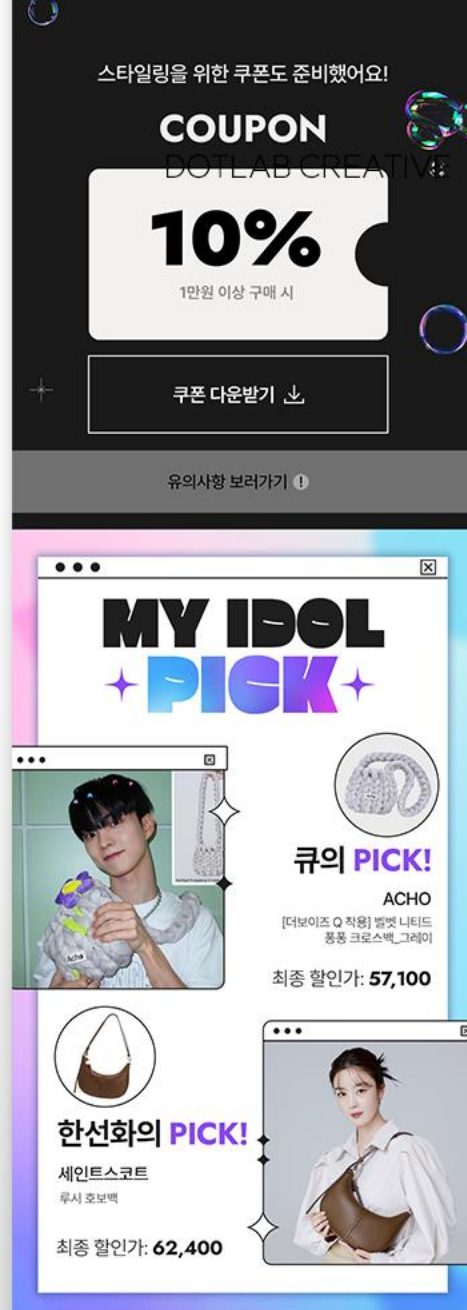 스타일링을 위한 쿠폰도 준비했어요!
COUPON
DOTLAB CREATIVE
10%
1만원 이상 구매 시
쿠폰 다운받기
유의사항 보러가기 !
MY IDOL
PICK
큐의 PICK!
ACHO
[더보이즈 Q 착용] 벨벳 니티드
퐁퐁 크로스백_그레이
최종 할인가: 57,100
Acho
한선화의 PICK!
세인트스코트
루시 호보백
최종 할인가: 62,400